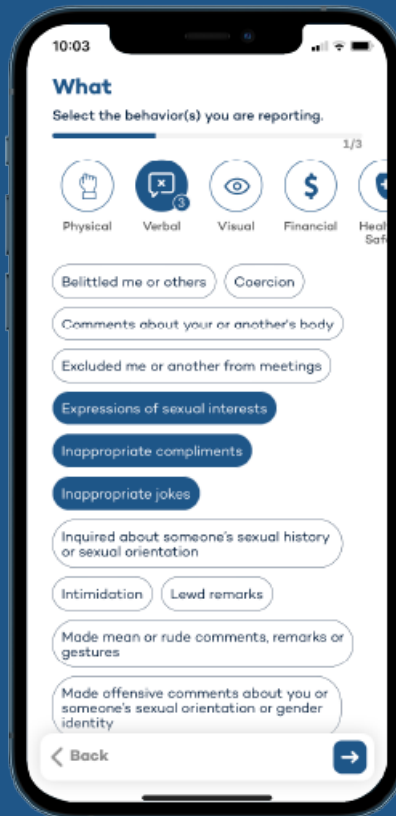 10:03
What
Select the behavior(s) you are reporting.
1/3
3
Physical Verbal Visual Financial Heal
Saf
Belittled me or others Coercion
Comments about your or another's body
Excluded me or another from meetings
Expressions of sexual interests
Inappropriate compliments
Inappropriate jokes
Inquired about someone's sexual history
or sexual orientation
Intimidation Lewd remarks
Made mean or rude comments, remarks or
gestures
Made offensive comments about you or
someone's sexual orientation or gender
identity
Back